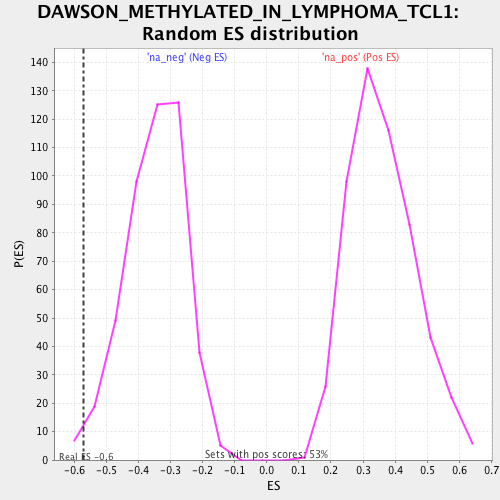 DAWSON_METHYLATED_IN_LYMPHOMA_TCL1:
Random ES distribution
'na_neg' (Neg ES)
'na_pos' (Pos ES)
140
130
120
110
100
90
80
70
60
50
40
30
20
10
0
P(ES)
Real ES -0,6
Sets with pos scores: 53%
-0.6 -0.5 -0.4 -0.3 -0.2 -0.1 0.0 0.1 0.2 0.3 0.4 0.5 0.6 0.7
ES